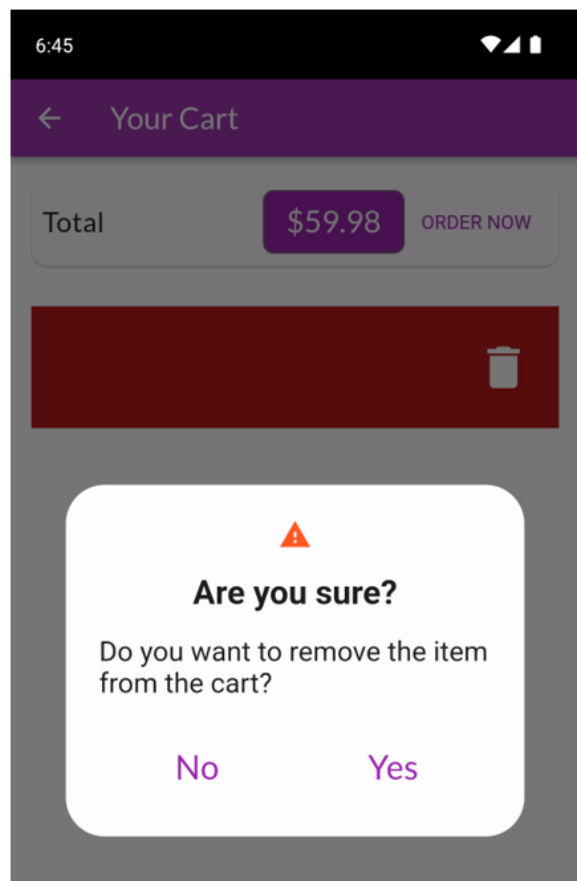 6:45
Your Cart
Total $59.98 ORDER NOW
Are you sure?
Do you want to remove the item
from the cart?
No Yes